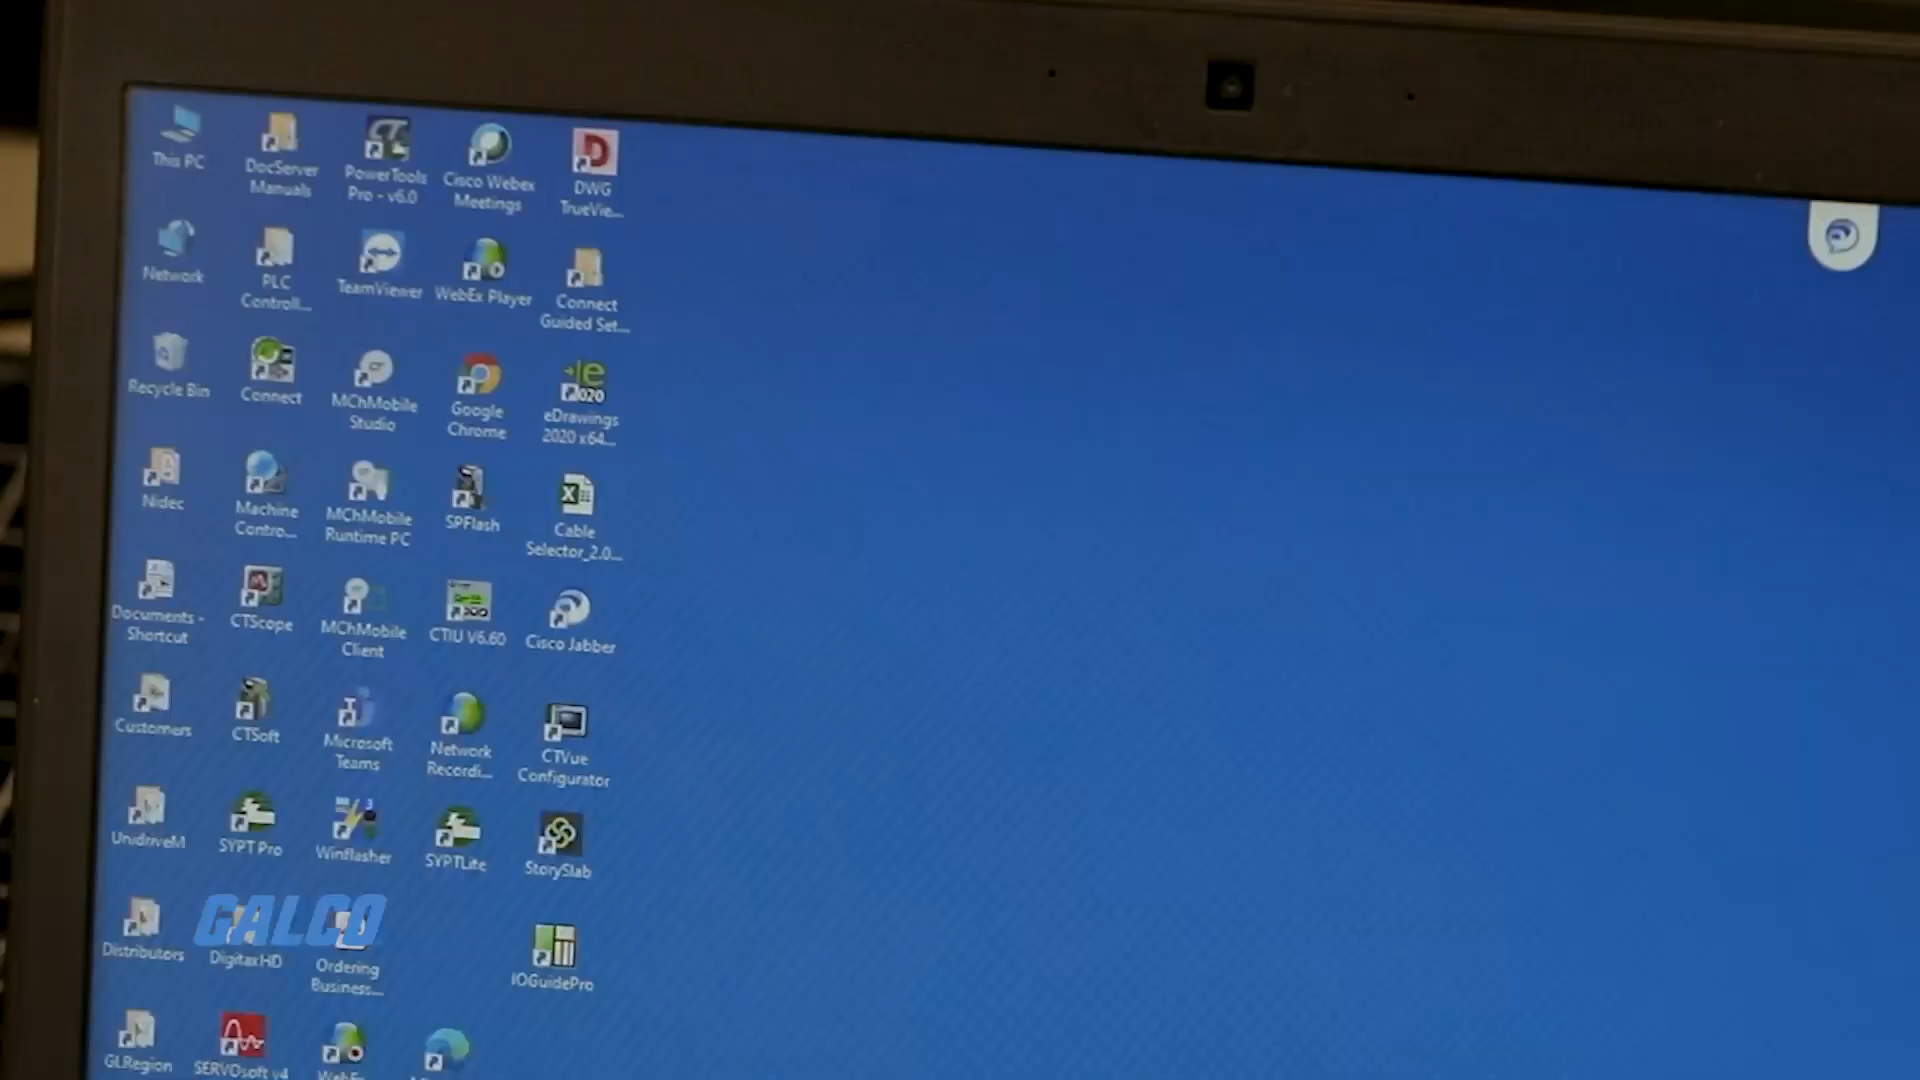 This PC
DocServer
Manuals
PowerTools
Pro - v6.0
Cisco Webex
Meetings
DWG
TrueVie...
Network
PLC
Controll...
TeamViewer
WebEx Player
Connect
Guided Set...
Recycle Bin
Connect
MChMobile
Studio
Google
Chrome
eDrawings
2020 x64...
Nidec
Machine
Contro...
MChMobile
Runtime PC
SPFlash
Cable
Selector_2.0...
Documents -
Shortcut
CTScope
MChMobile
Client
CTIU V6.60
Cisco Jabber
Customers
CTSoft
Microsoft
Teams
Network
Recordi...
CTVue
Configurator
UnidriveM
SYPT Pro
Winflasher
SYPTLite
StorySlab
GALCO
Distributors
DigitaxHD
Ordering
Business...
IOGuidePro
GLRegion
SERVOsoft v4
WebEx